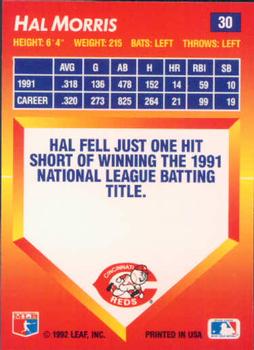 HAL MORRIS 30
HEIGHT: 6'4" WEIGHT: 215 BATS: LEFT THROWS: LEFT
AVG G AB H HR RBI SB
1991 .318 136 478 152 14 59 10
CAREER .320 273 825 264 21 99 19
HAL FELL JUST ONE HIT
SHORT OF WINNING THE 1991
NATIONAL LEAGUE BATTING
TITLE.
CINCINNATI
REDS
MLB
© 1992 LEAF, INC. PRINTED IN USA